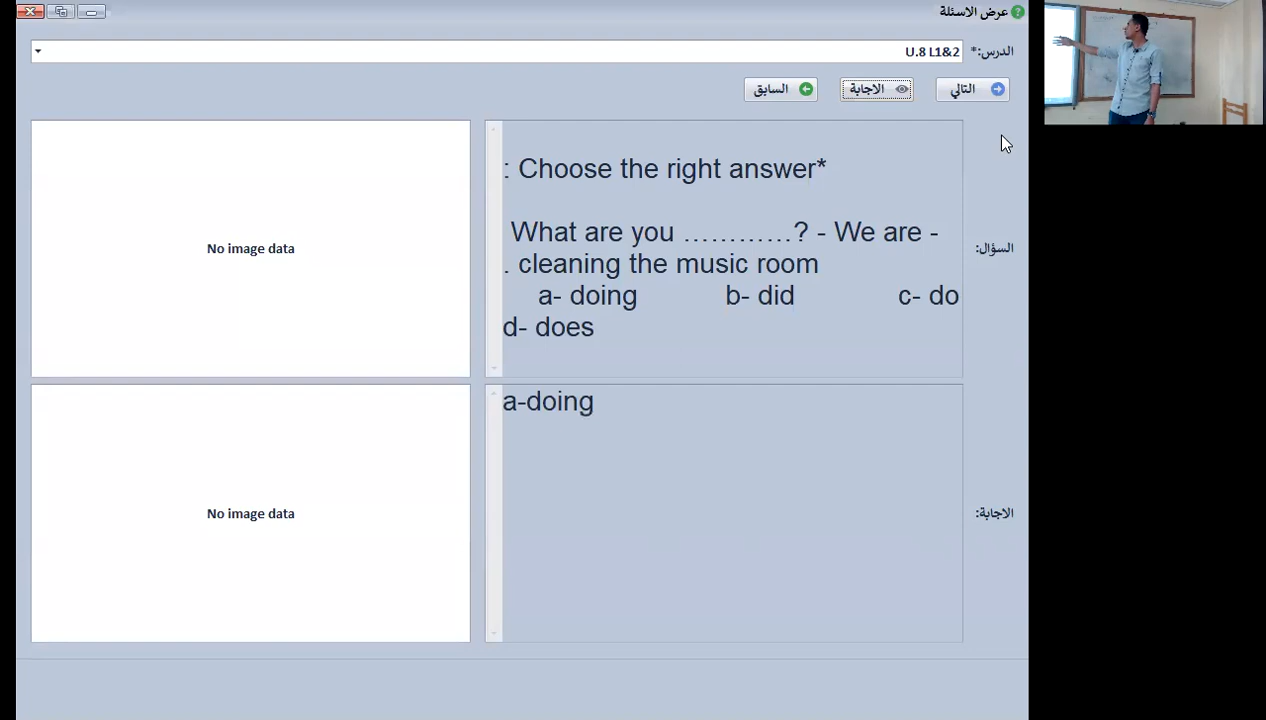 عرض الاسئلة
الدرس:*
U.8 L1&2
التالي
الاجابة
السابق
No image data
: Choose the right answer*
What are you …………? - We are -
. cleaning the music room
a- doing b- did c- do
d- does
السؤال:
No image data
a-doing
الاجابة: